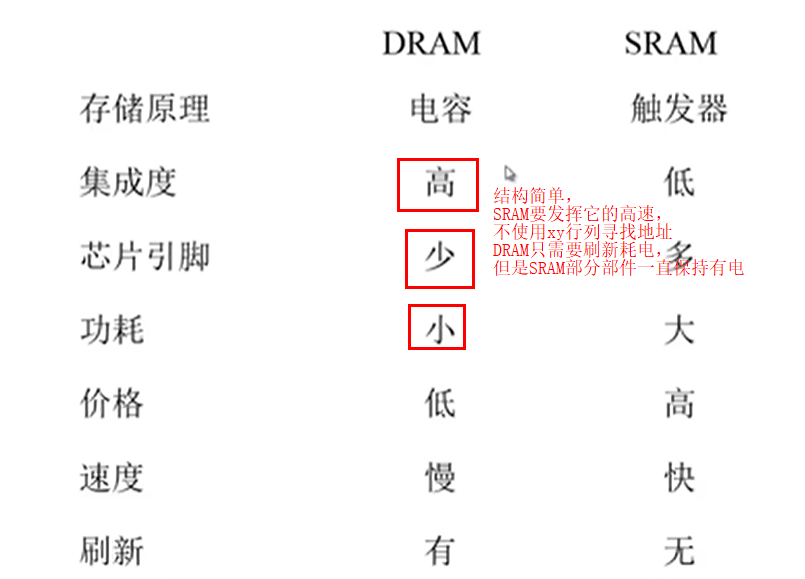 DRAM SRAM
存储原理 电容 触发器
集成度 高 低
结构简单，
SRAM要发挥它的高速，
不使用xy行列寻找地址
DRAM只需要刷新耗电，
但是SRAM部分部件一直保持有电
芯片引脚 少 多
功耗 小 大
价格 低 高
速度 慢 快
刷新 有 无